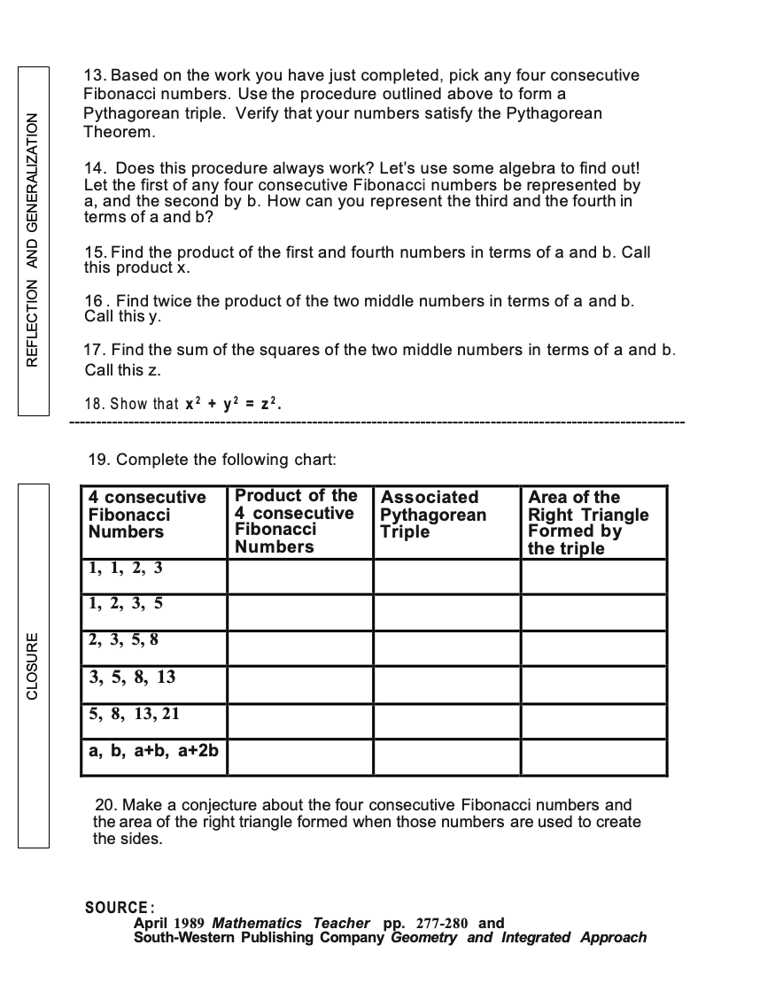 REFLECTION AND GENERALIZATION
13. Based on the work you have just completed, pick any four consecutive
Fibonacci numbers. Use the procedure outlined above to form a
Pythagorean triple. Verify that your numbers satisfy the Pythagorean
Theorem.
14. Does this procedure always work? Let's use some algebra to find out!
Let the first of any four consecutive Fibonacci numbers be represented by
a, and the second by b. How can you represent the third and the fourth in
terms of a and b?
15. Find the product of the first and fourth numbers in terms of a and b. Call
this product x.
16 . Find twice the product of the two middle numbers in terms of a and b.
Call this y.
17. Find the sum of the squares of the two middle numbers in terms of a and b.
Call this z.
18. Show that x² + y² = z².
CLOSURE
19. Complete the following chart:
4 consecutive
Fibonacci
Numbers
Product of the
4 consecutive
Fibonacci
Numbers
Associated
Pythagorean
Triple
Area of the
Right Triangle
Formed by
the triple
1, 1, 2, 3
1, 2, 3, 5
2, 3, 5, 8
3, 5, 8, 13
5, 8, 13, 21
a, b, a+b, a+2b
20. Make a conjecture about the four consecutive Fibonacci numbers and
the area of the right triangle formed when those numbers are used to create
the sides.
SOURCE:
April 1989 Mathematics Teacher pp. 277-280 and
South-Western Publishing Company Geometry and Integrated Approach